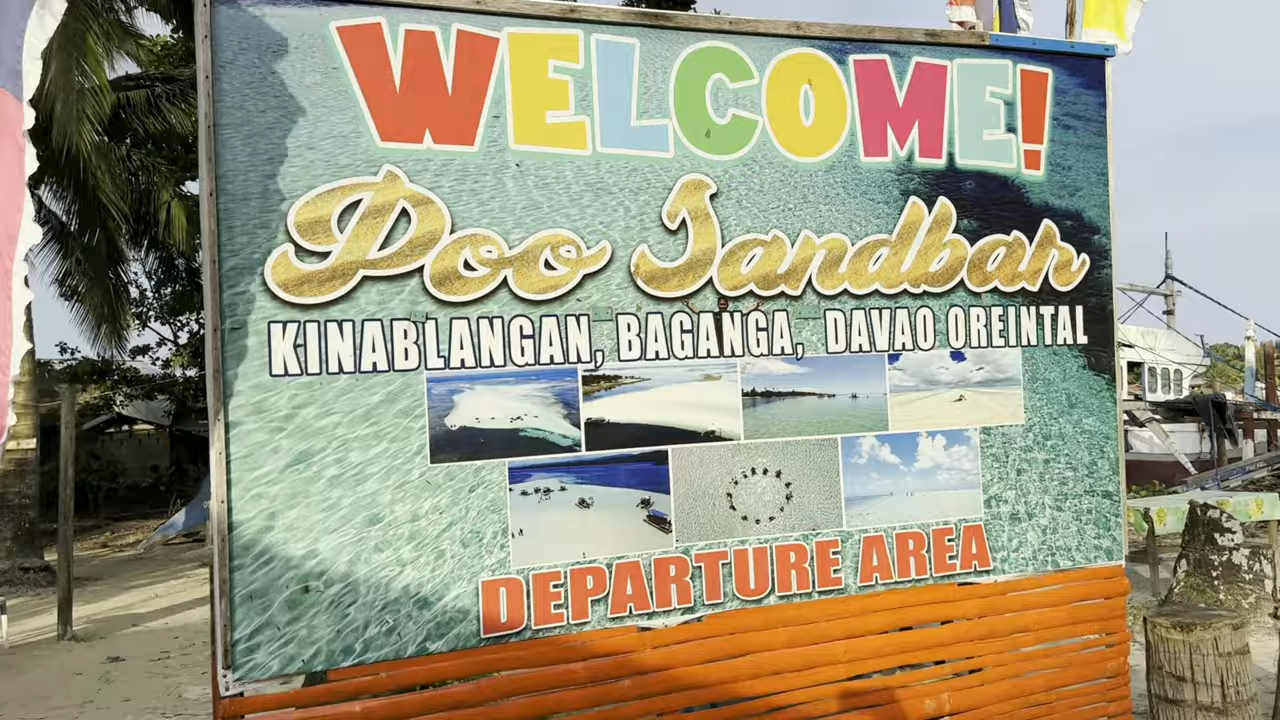 WELCOME!
Poo Sandbar
KINABLANGAN, BAGANGA, DAVAO OREINTAL
DEPARTURE AREA